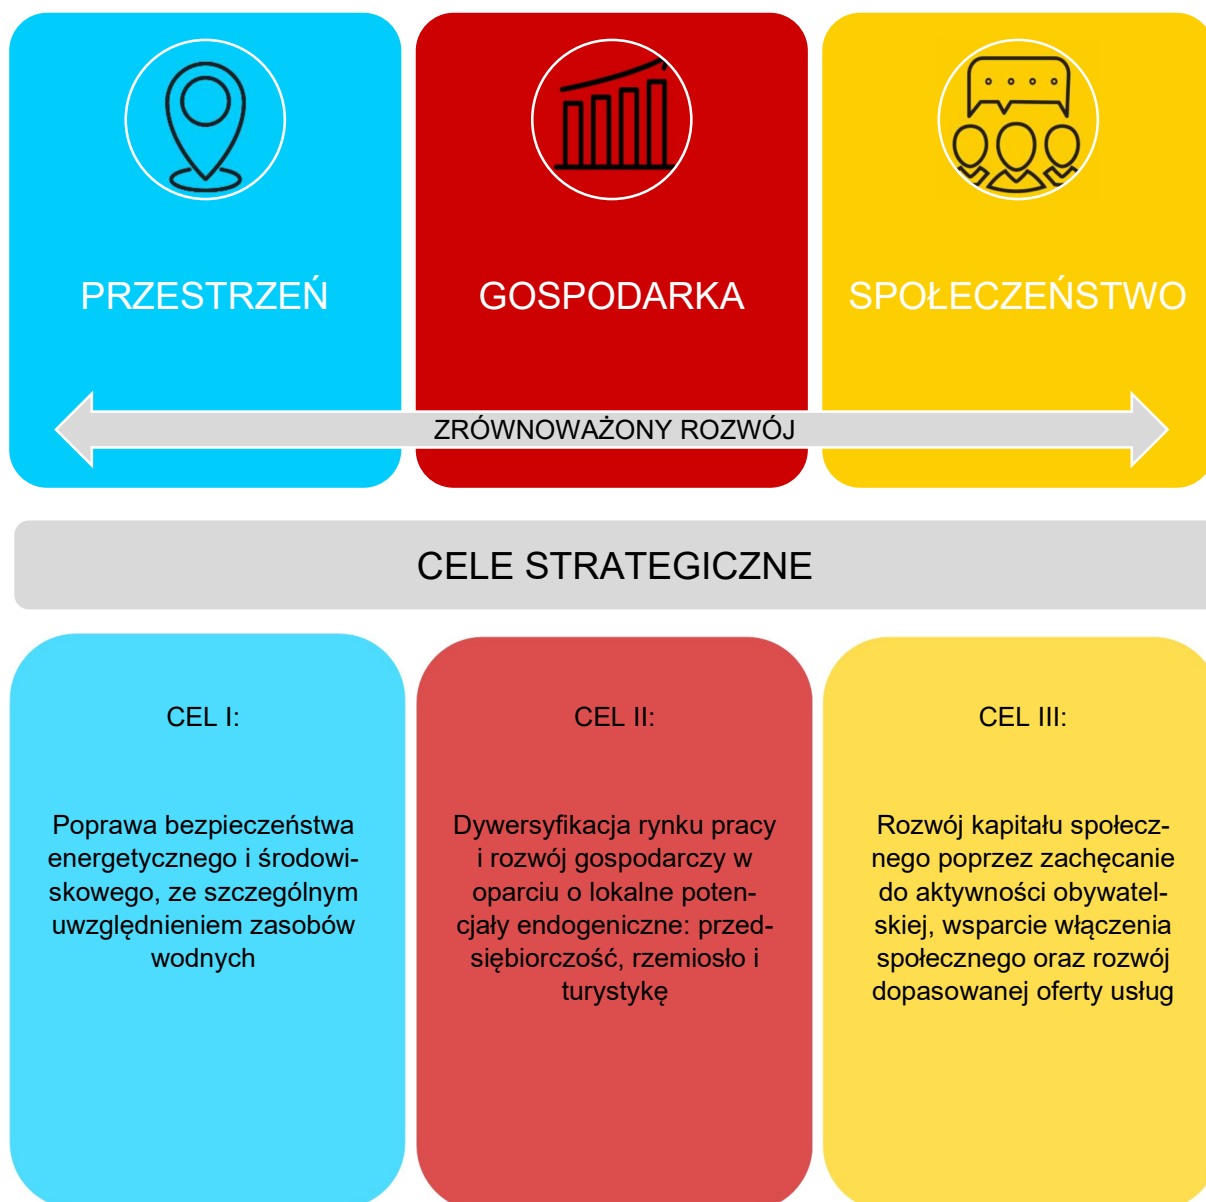 PRZESTRZEŃ
GOSPODARKA
SPOŁECZEŃSTWO
ZRÓWNOWAŻONY ROZWÓJ
CELE STRATEGICZNE
CEL I:
Poprawa bezpieczeństwa
energetycznego i środowi-
skowego, ze szczególnym
uwzględnieniem zasobów
wodnych
CEL II:
Dywersyfikacja rynku pracy
i rozwój gospodarczy w
oparciu o lokalne poten-
cjały endogeniczne: przed-
siębiorczość, rzemiosło i
turystykę
CEL III:
Rozwój kapitału społecz-
nego poprzez zachęcanie
do aktywności obywatel-
skiej, wsparcie włączenia
społecznego oraz rozwój
dopasowanej oferty usług